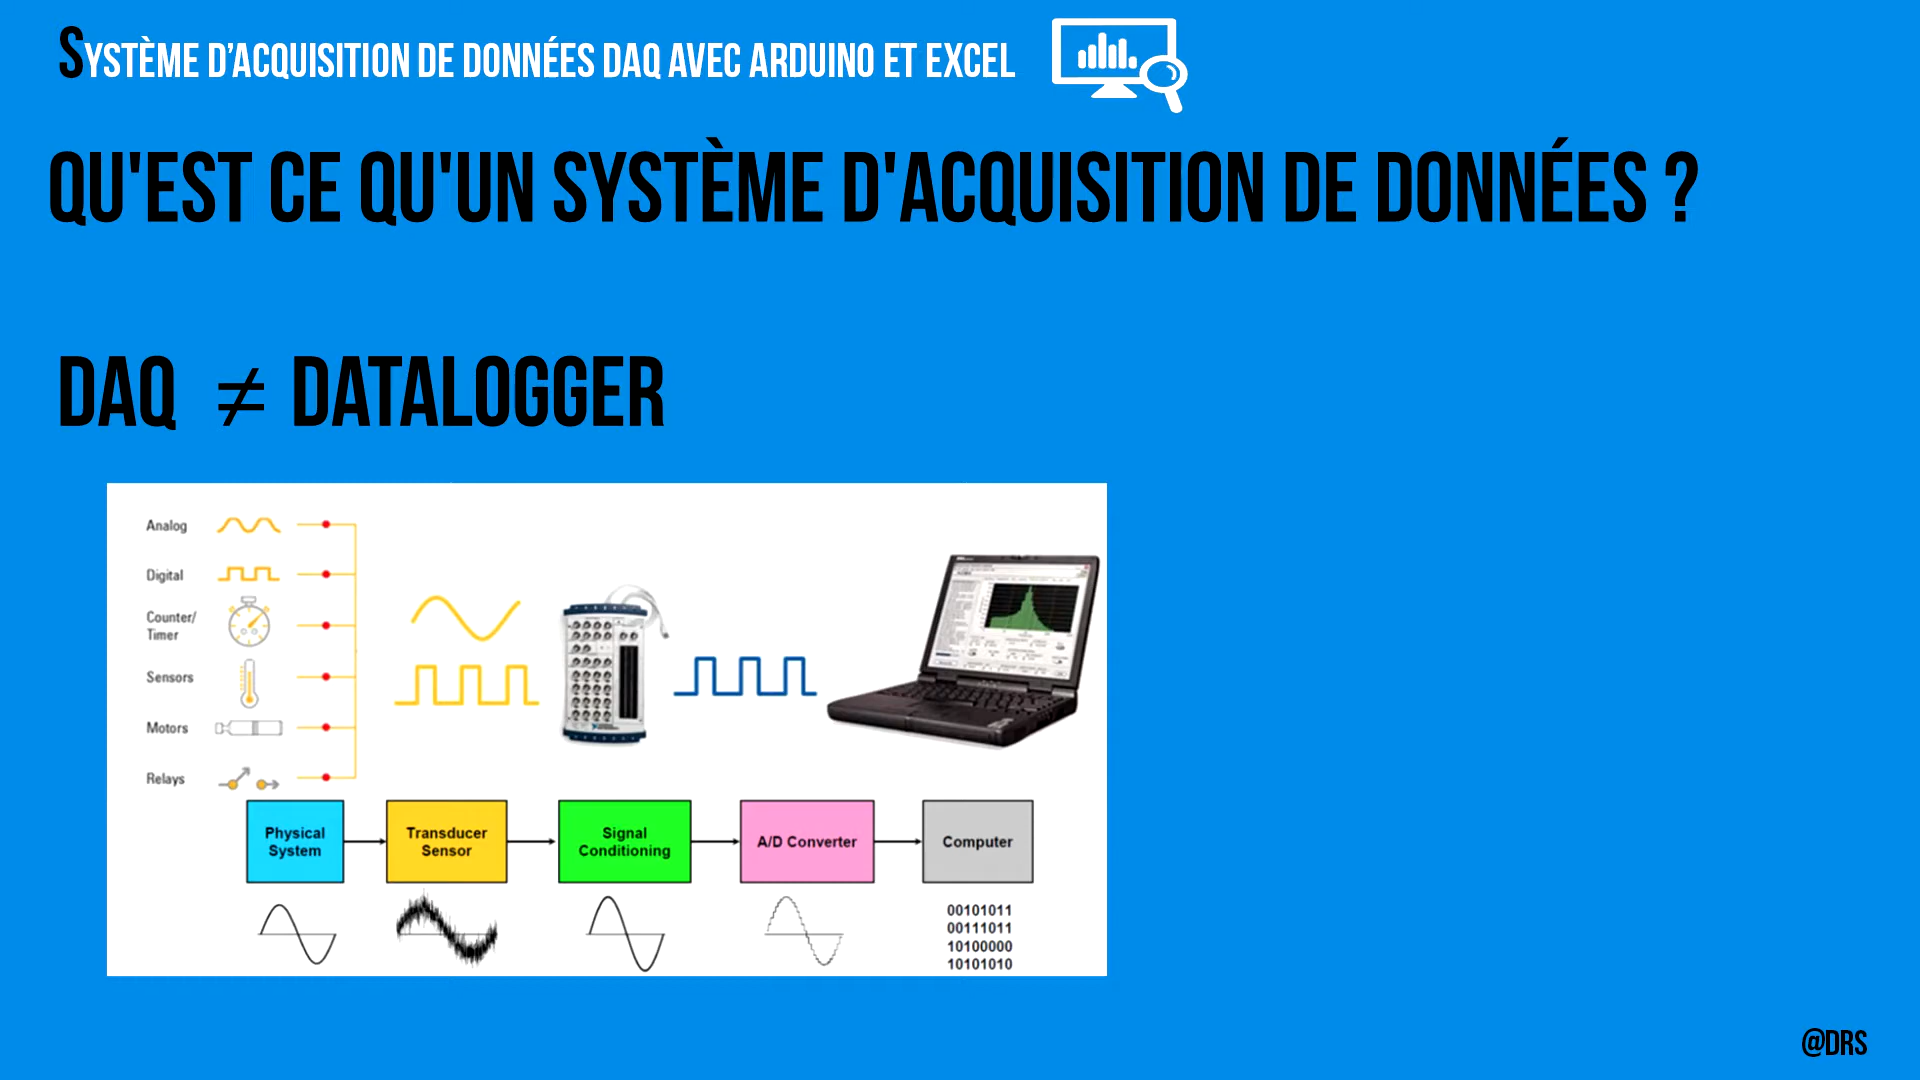 SYSTÈME D’ACQUISITION DE DONNÉES DAQ AVEC ARDUINO ET EXCEL
QU'EST CE QU'UN SYSTÈME D'ACQUISITION DE DONNÉES ?
DAQ ≠ DATALOGGER
Analog
Digital
Counter/
Timer
Sensors
Motors
Relays
Physical
System
Transducer
Sensor
Signal
Conditioning
A/D Converter
Computer
00101011
00111011
10100000
10101010
@DRS